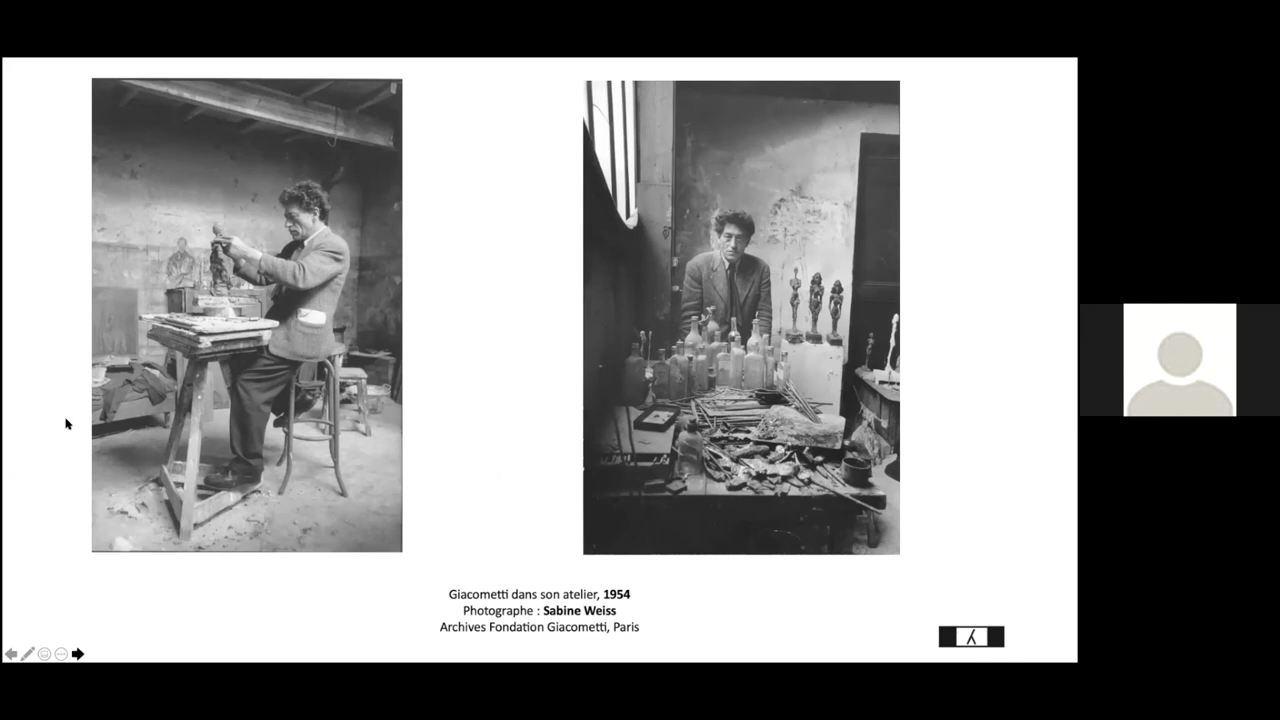 Giacometti dans son atelier, 1954
Photographe : Sabine Weiss
Archives Fondation Giacometti, Paris